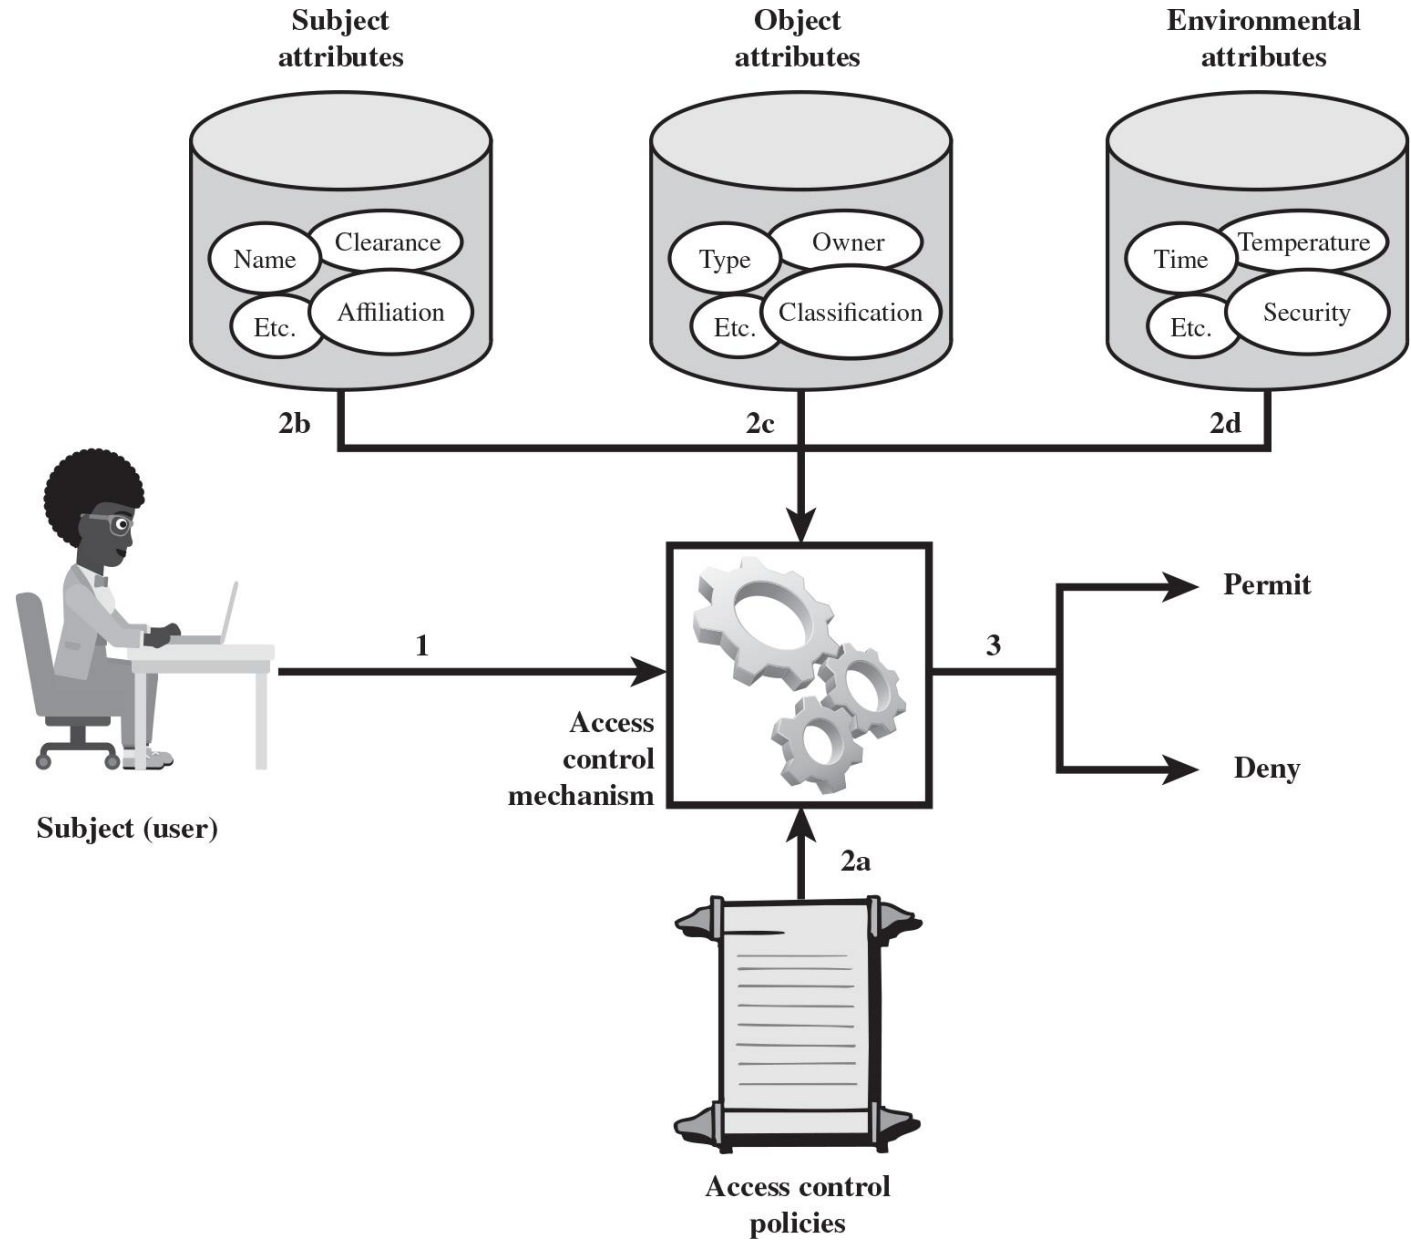 Subject
attributes
Object
attributes
Environmental
attributes
Name
Clearance
Etc.
Affiliation
Type
Owner
Etc.
Classification
Time
Temperature
Etc.
Security
2b
2c
2d
1
Access
control
mechanism
3
Permit
Deny
Subject (user)
2a
Access control
policies